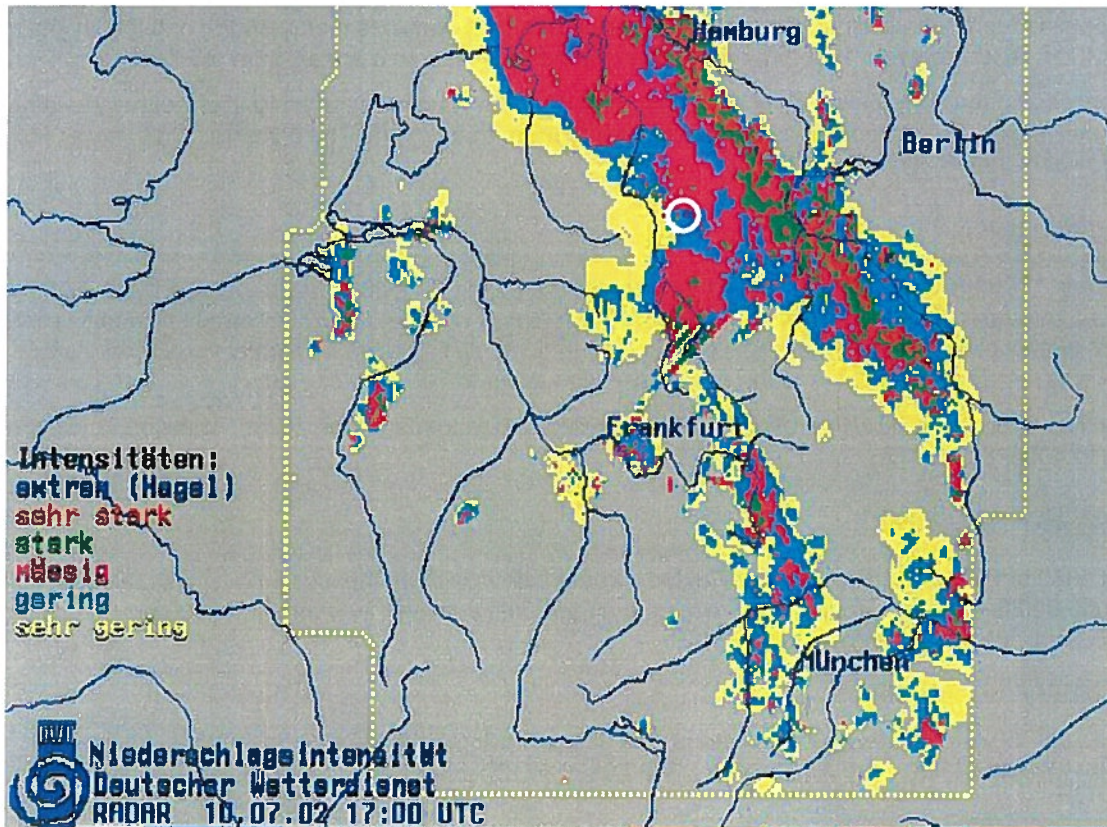 Hamburg
Berlin
Frankfurt
Intensitäten:
extrem (Hagel)
sehr stark
stark
mässig
gering
sehr gering
München
DWD
Niederschlagsintensität
Deutscher Wetterdienst
RADAR 10.07.02 17:00 UTC